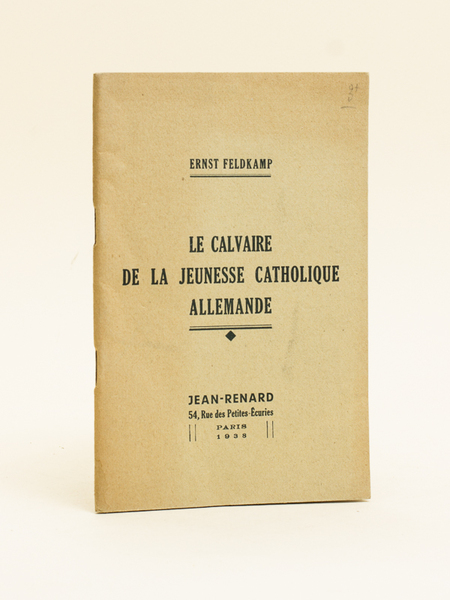 ERNST FELDKAMP
LE CALVAIRE
DE LA JEUNESSE CATHOLIQUE
ALLEMANDE
JEAN-RENARD
54, Rue des Petites-Écuries
PARIS
1938